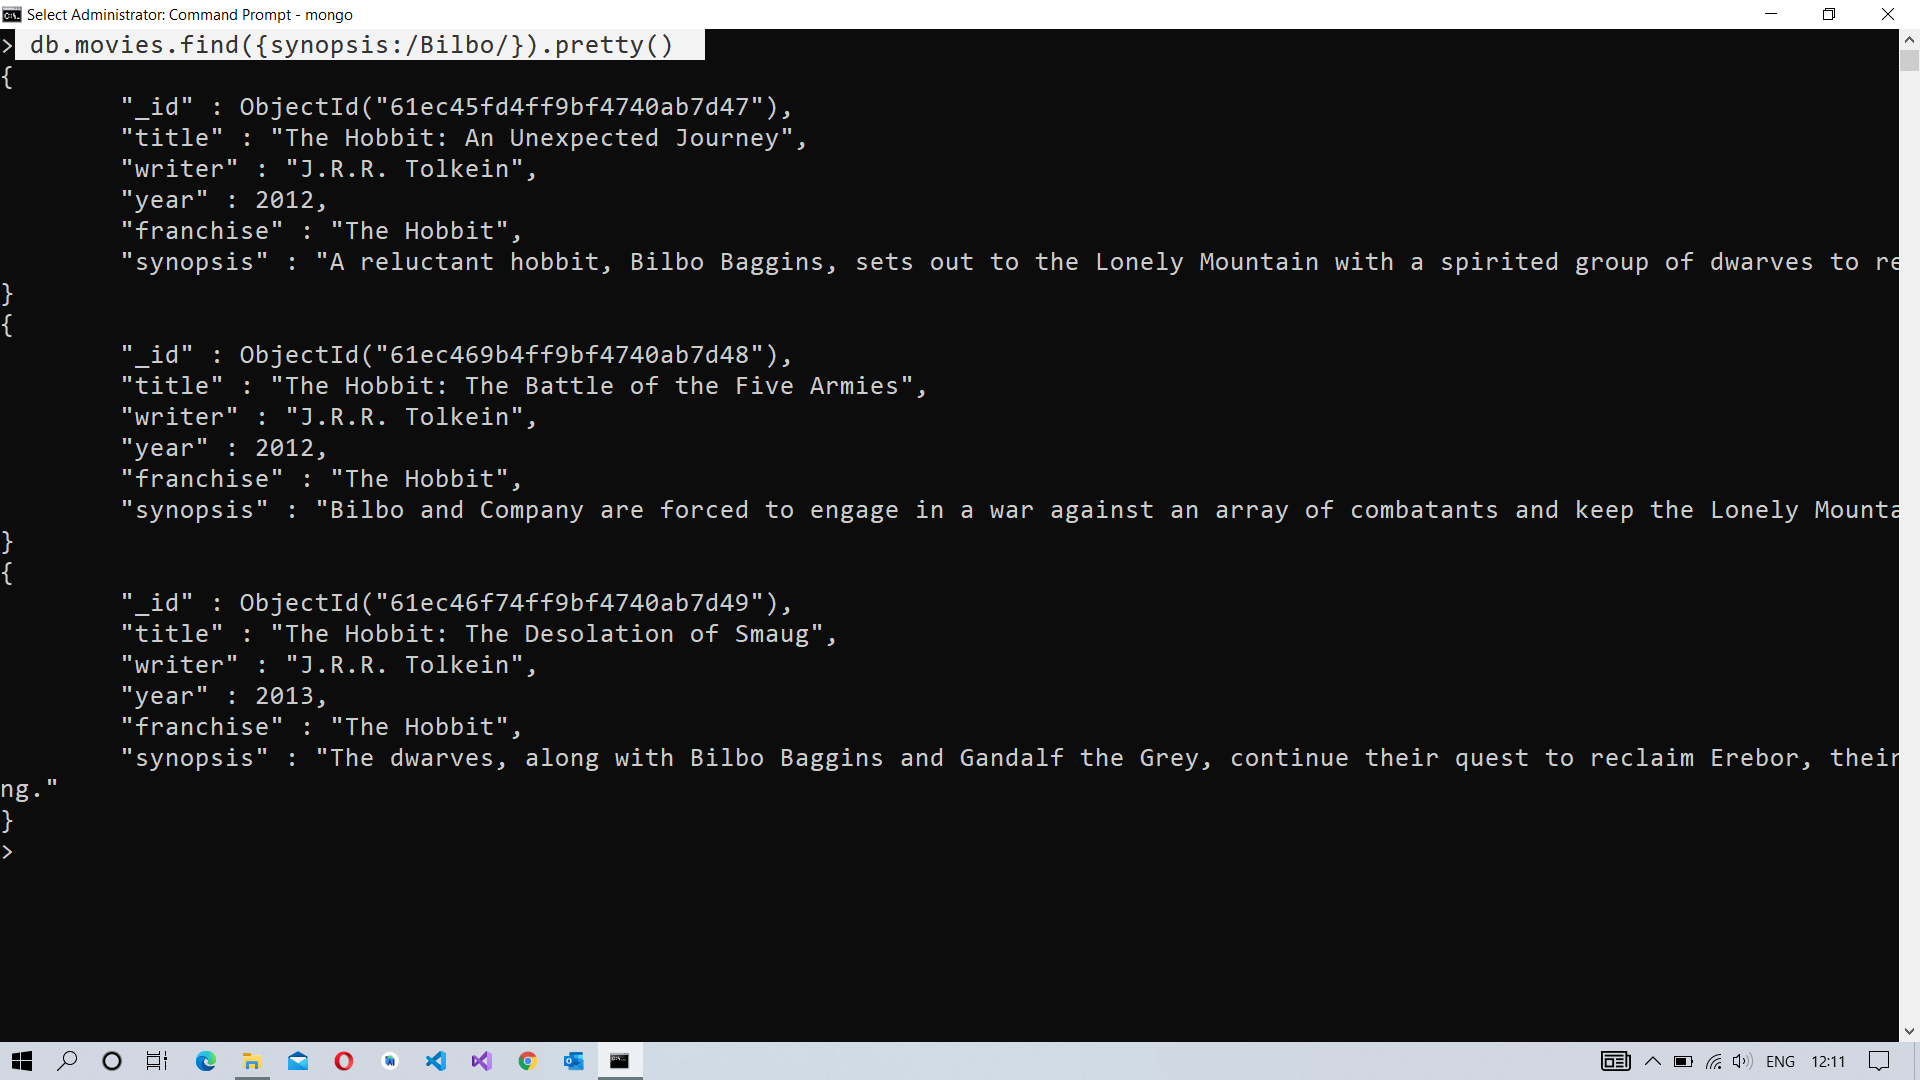 Select Administrator: Command Prompt - mongo
> db.movies.find({synopsis:/Bilbo/}).pretty()
{
"_id" : ObjectId("61ec45fd4ff9bf4740ab7d47"),
"title" : "The Hobbit: An Unexpected Journey",
"writer" : "J.R.R. Tolkein",
"year" : 2012,
"franchise" : "The Hobbit",
"synopsis" : "A reluctant hobbit, Bilbo Baggins, sets out to the Lonely Mountain with a spirited group of dwarves to re
}
{
"_id" : ObjectId("61ec469b4ff9bf4740ab7d48"),
"title" : "The Hobbit: The Battle of the Five Armies",
"writer" : "J.R.R. Tolkein",
"year" : 2012,
"franchise" : "The Hobbit",
"synopsis" : "Bilbo and Company are forced to engage in a war against an array of combatants and keep the Lonely Mounta
}
{
"_id" : ObjectId("61ec46f74ff9bf4740ab7d49"),
"title" : "The Hobbit: The Desolation of Smaug",
"writer" : "J.R.R. Tolkein",
"year" : 2013,
"franchise" : "The Hobbit",
"synopsis" : "The dwarves, along with Bilbo Baggins and Gandalf the Grey, continue their quest to reclaim Erebor, their
ng."
}
>
ENG 12:11